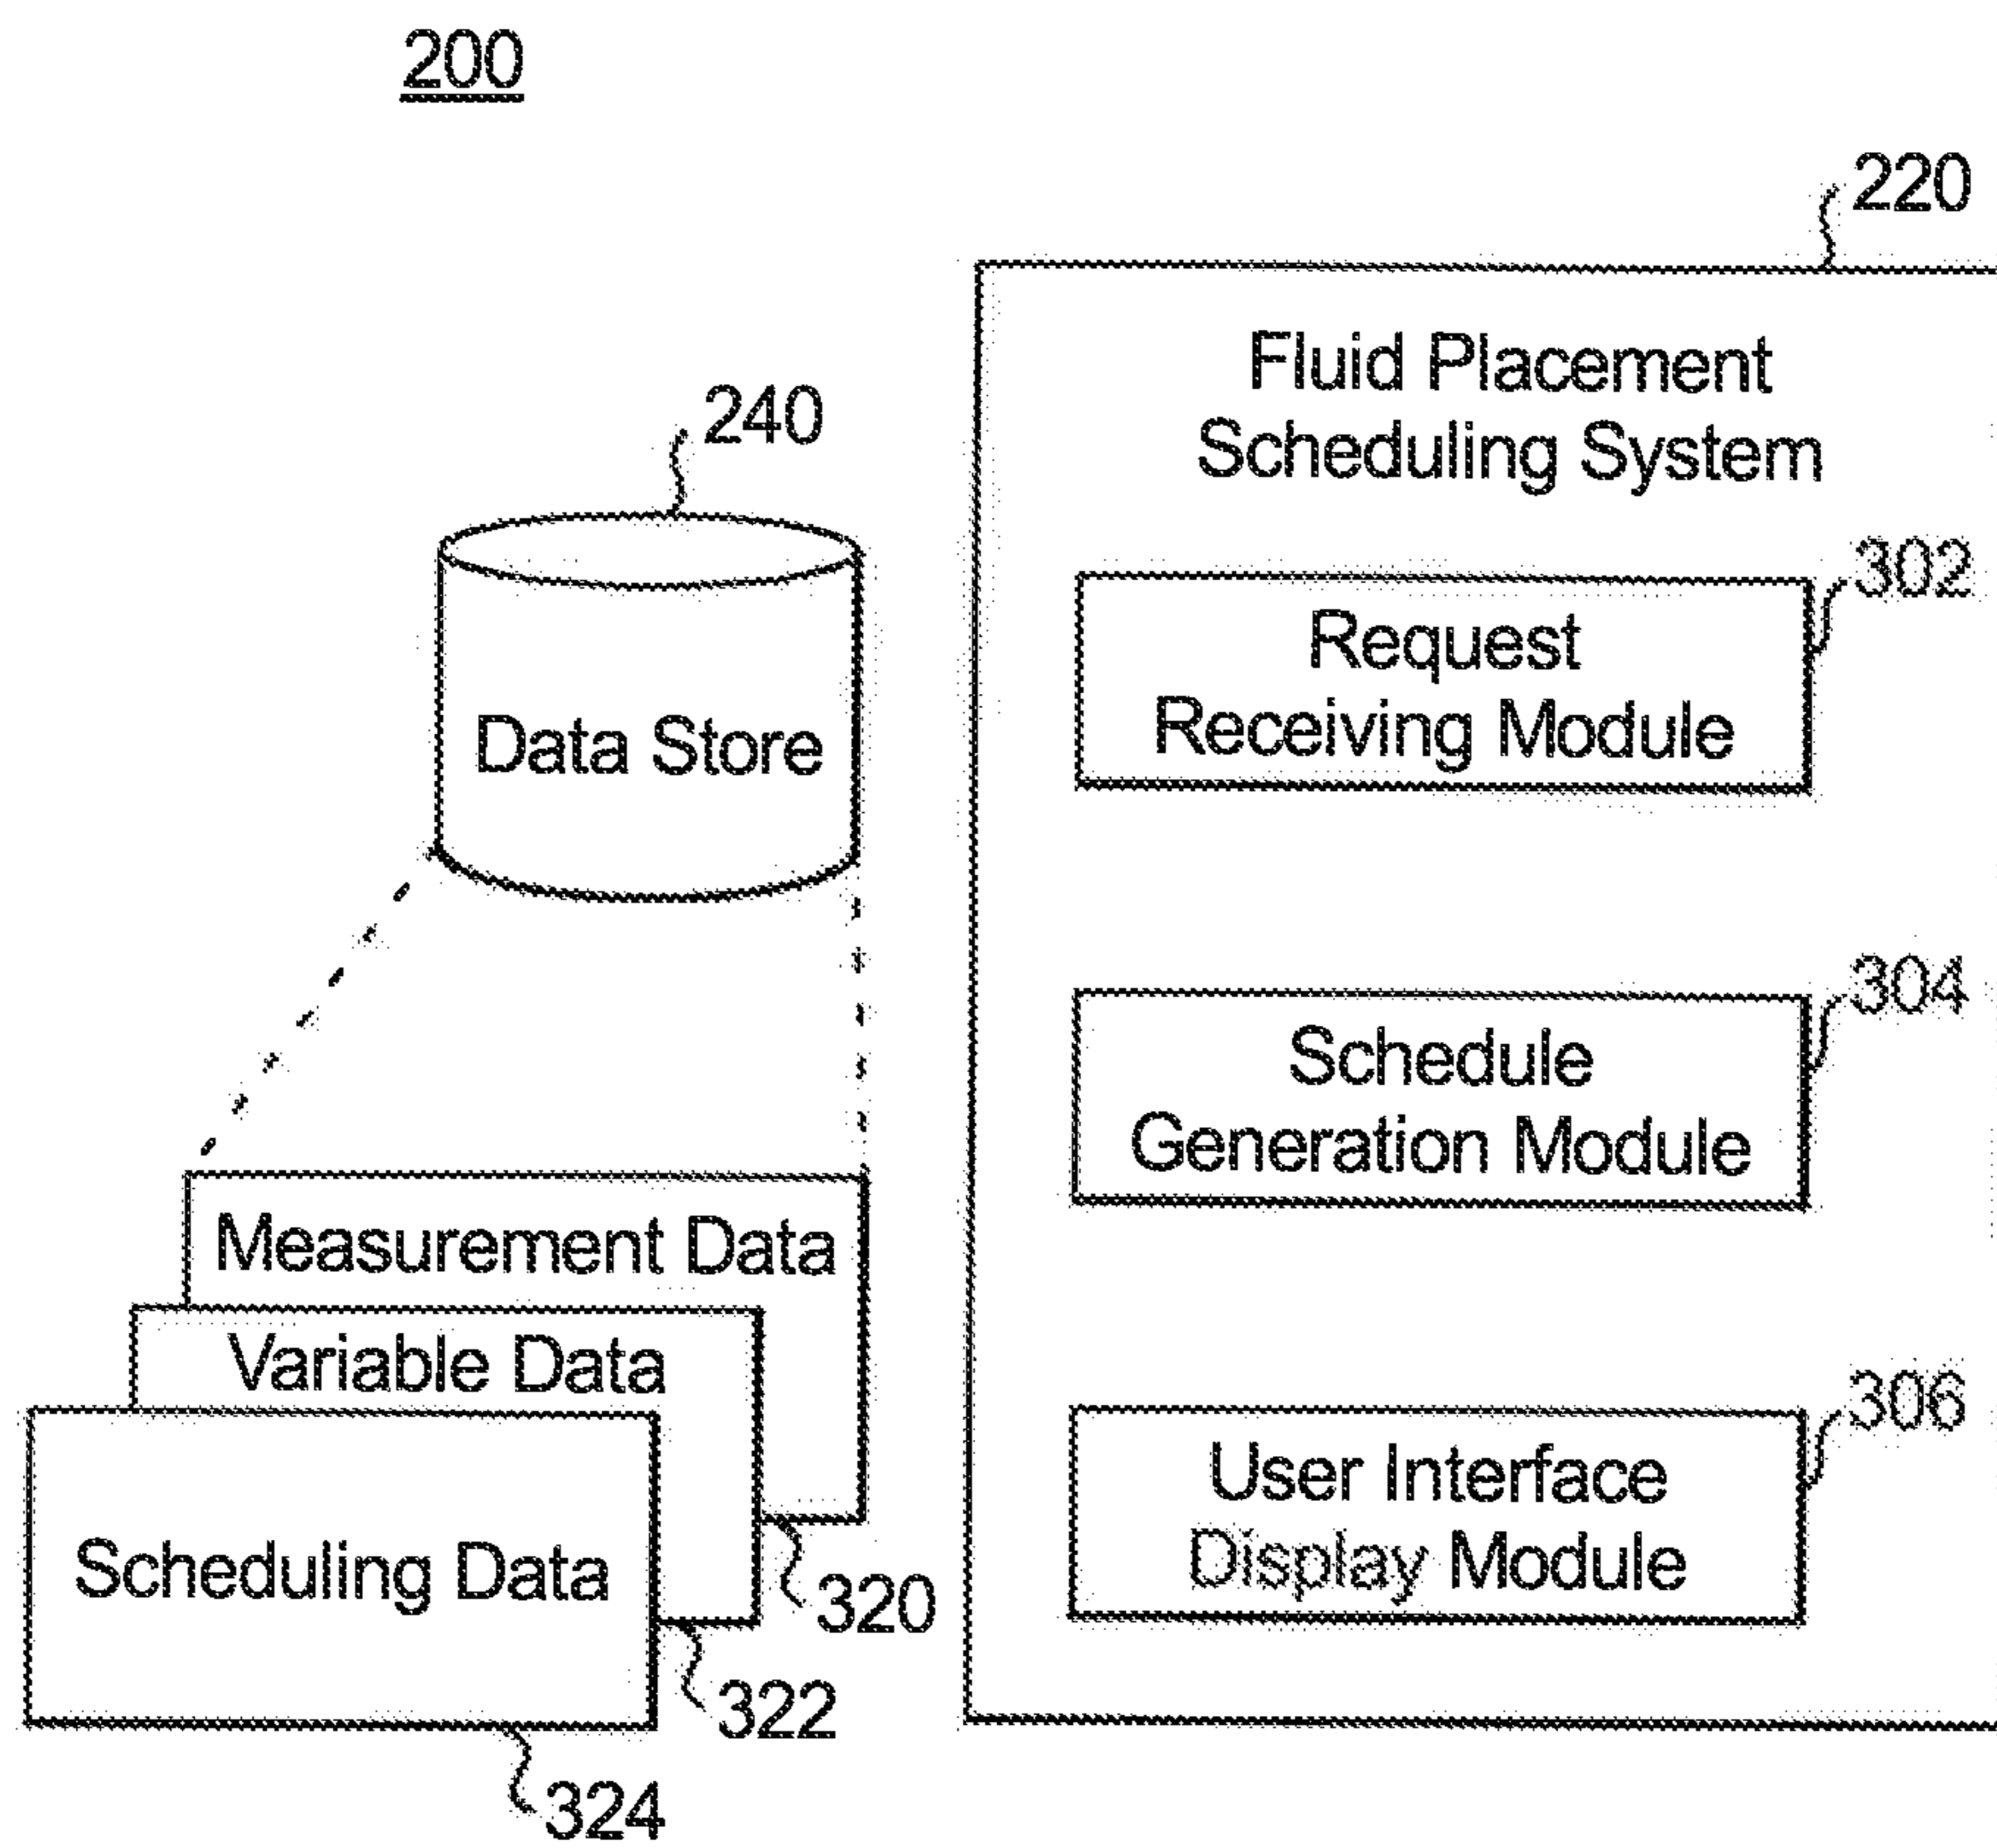 200
220
Fluid Placement
Scheduling System
240
302
Request
Receiving Module
Data Store
304
Schedule
Generation Module
Measurement Data
Variable Data
Scheduling Data
320
322
324
306
User Interface
Display Module